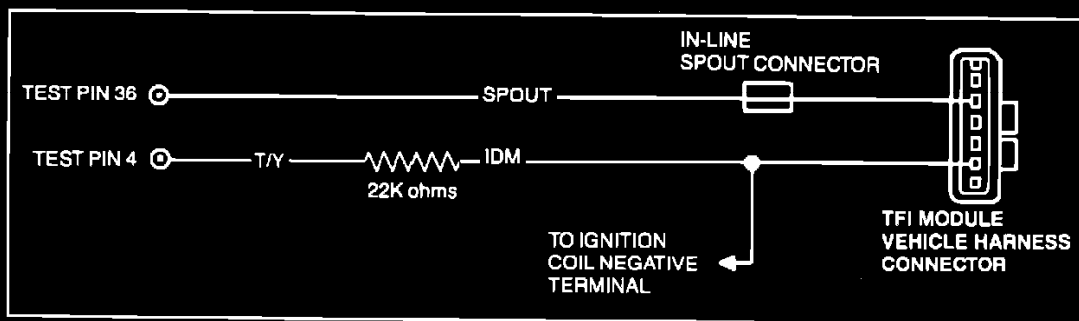 IN-LINE
SPOUT CONNECTOR
TEST PIN 36
SPOUT
TEST PIN 4
T/Y
IDM
22K ohms
TO IGNITION
COIL NEGATIVE
TERMINAL
TFI MODULE
VEHICLE HARNESS
CONNECTOR